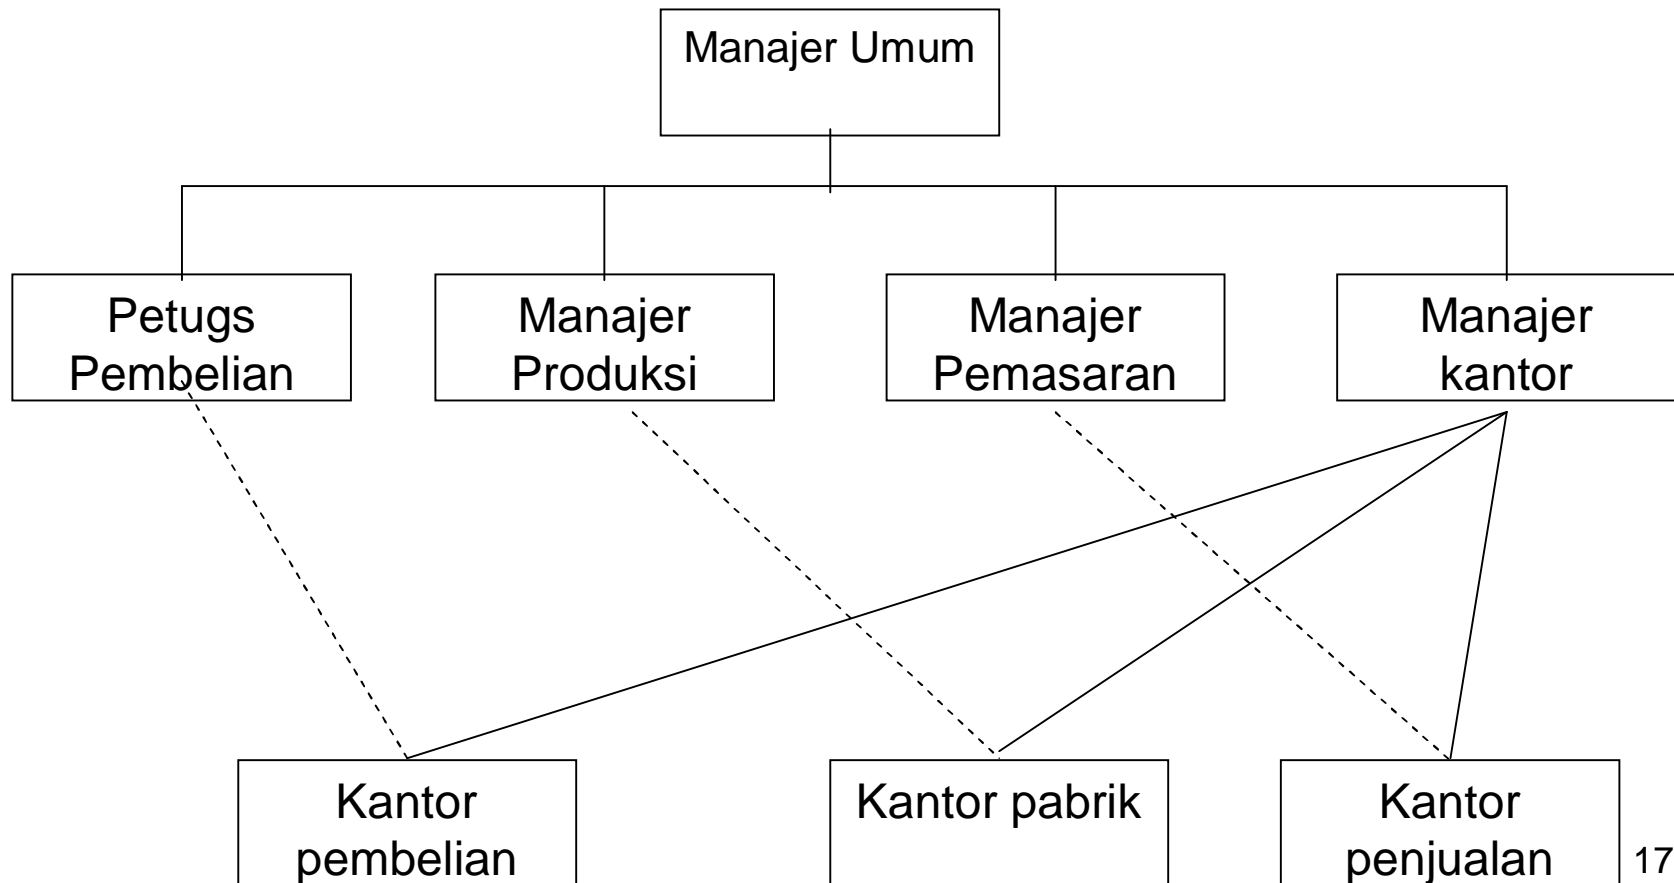 Manajer Umum
Petugs
Pembelian
Manajer
Produksi
Manajer
Pemasaran
Manajer
kantor
Kantor
pembelian
Kantor pabrik
Kantor
penjualan
17